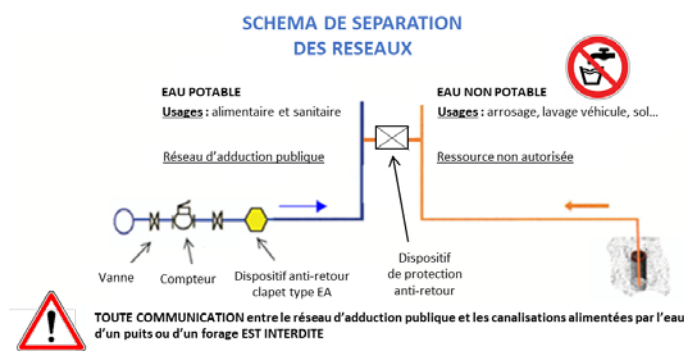 SCHEMA DE SEPARATION
DES RESEAUX
EAU POTABLE
Usages : alimentaire et sanitaire
Réseau d'adduction publique
EAU NON POTABLE
Usages : arrosage, lavage véhicule, sol...
Ressource non autorisée
Vanne
Compteur
Dispositif anti-retour
clapet type EA
Dispositif
de protection
anti-retour
TOUTE COMMUNICATION entre le réseau d'adduction publique et les canalisations alimentées par l'eau
d'un puits ou d'un forage EST INTERDITE